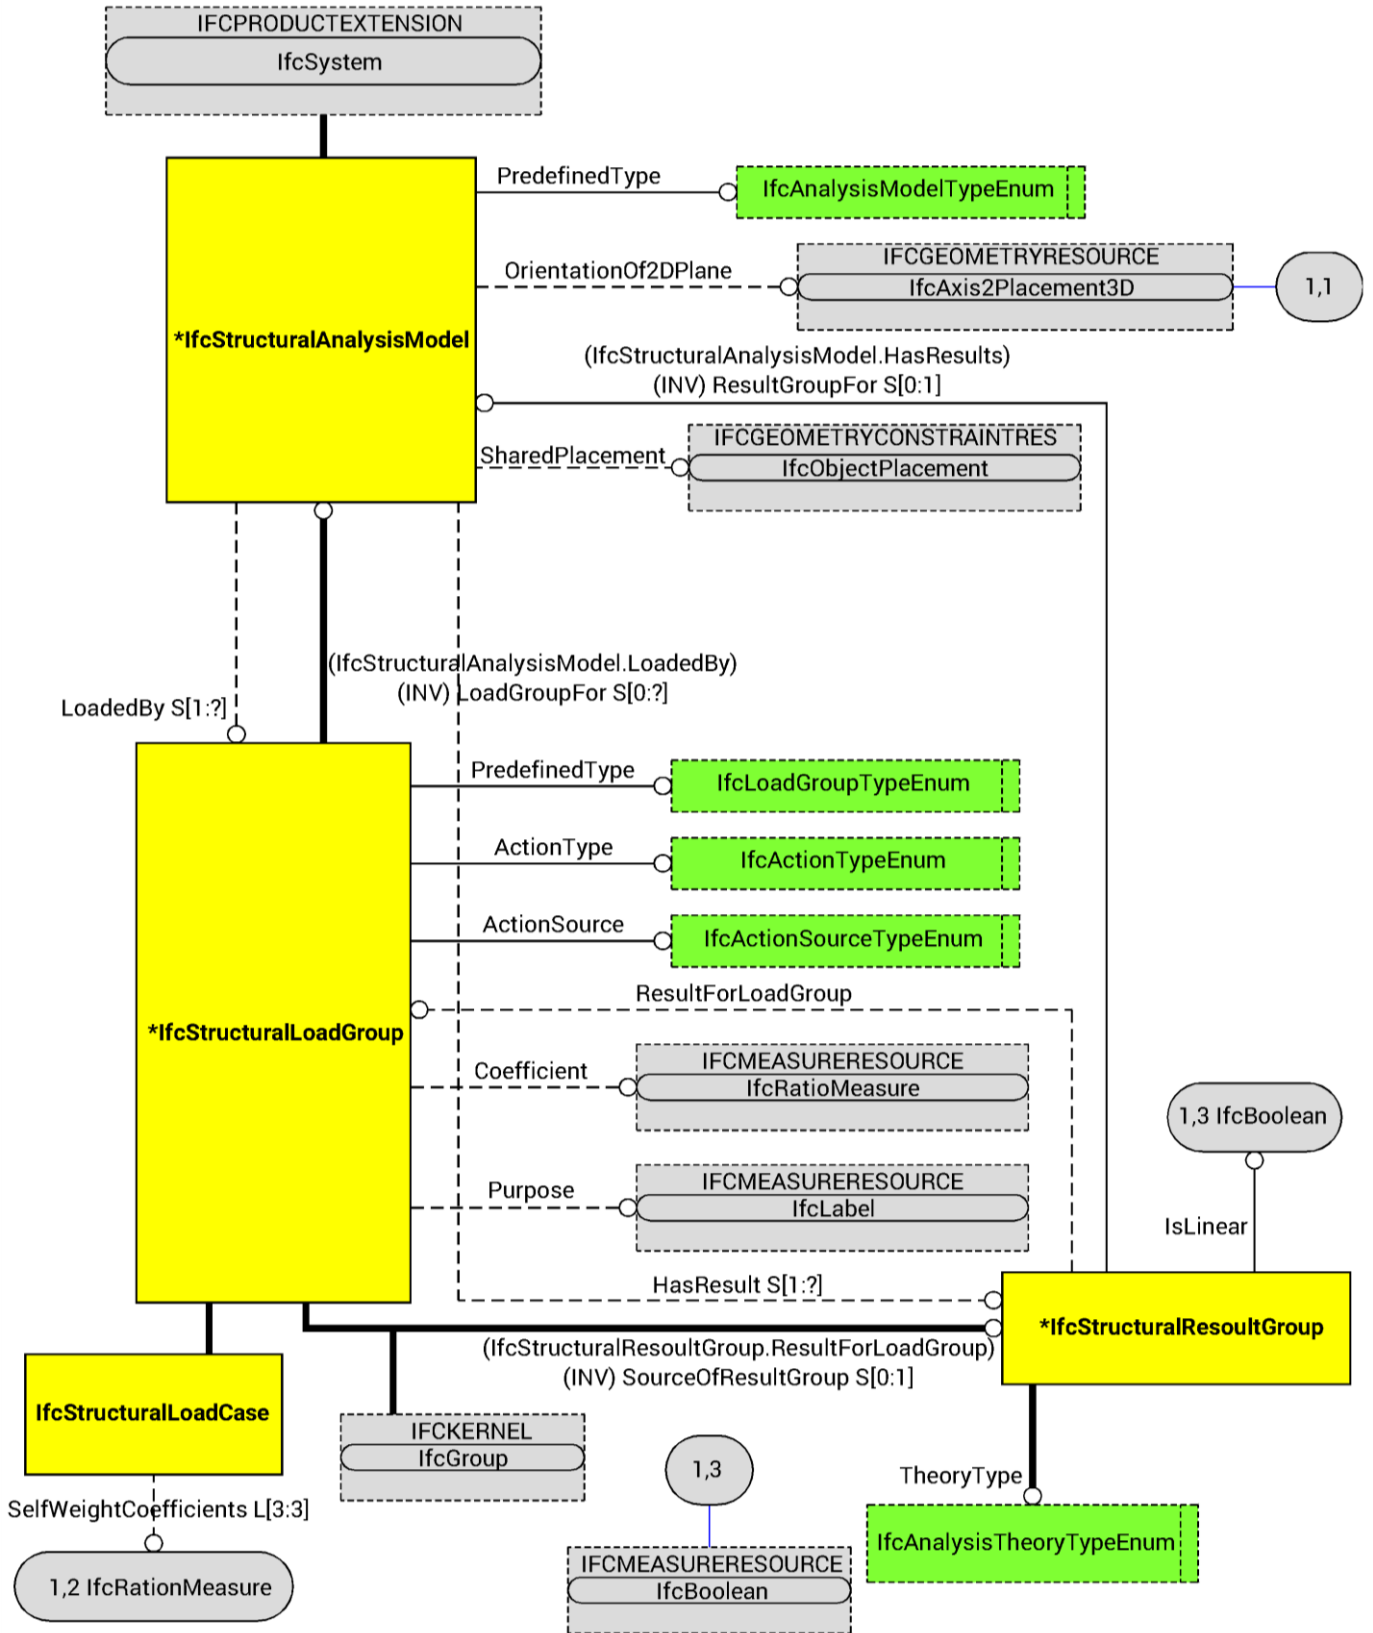 IFCPRODUCTEXTENSION
IfcSystem
PredefinedType
IfcAnalysisModelTypeEnum
OrientationOf2DPlane
IFCGEOMETRYRESOURCE
IfcAxis2Placement3D
1,1
*IfcStructuralAnalysisModel
(IfcStructuralAnalysisModel.HasResults)
(INV) ResultGroupFor S[0:1]
SharedPlacement
IFCGEOMETRYCONSTRAINTRES
IfcObjectPlacement
(IfcStructuralAnalysisModel.LoadedBy)
(INV) LoadGroupFor S[0:?]
LoadedBy S[1:?]
PredefinedType
IfcLoadGroupTypeEnum
ActionType
IfcActionTypeEnum
ActionSource
IfcActionSourceTypeEnum
ResultForLoadGroup
*IfcStructuralLoadGroup
Coefficient
IFCMEASURERESOURCE
IfcRatioMeasure
1,3 IfcBoolean
Purpose
IFCMEASURERESOURCE
IfcLabel
IsLinear
HasResult S[1:?]
*IfcStructuralResoultGroup
(IfcStructuralResoultGroup.ResultForLoadGroup)
(INV) SourceOfResultGroup S[0:1]
IfcStructuralLoadCase
IFCKERNEL
IfcGroup
1,3
TheoryType
SelfWeightCoefficients L[3:3]
IfcAnalysisTheoryTypeEnum
IFCMEASURERESOURCE
IfcBoolean
1,2 IfcRationMeasure